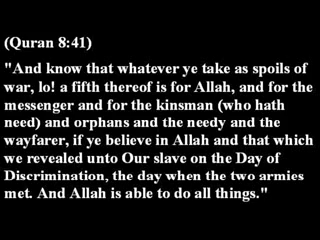 (Quran 8:41)
"And know that whatever ye take as spoils of
war, lo! a fifth thereof is for Allah, and for the
messenger and for the kinsman (who hath
need) and orphans and the needy and the
wayfarer, if ye believe in Allah and that which
we revealed unto Our slave on the Day of
Discrimination, the day when the two armies
met. And Allah is able to do all things."